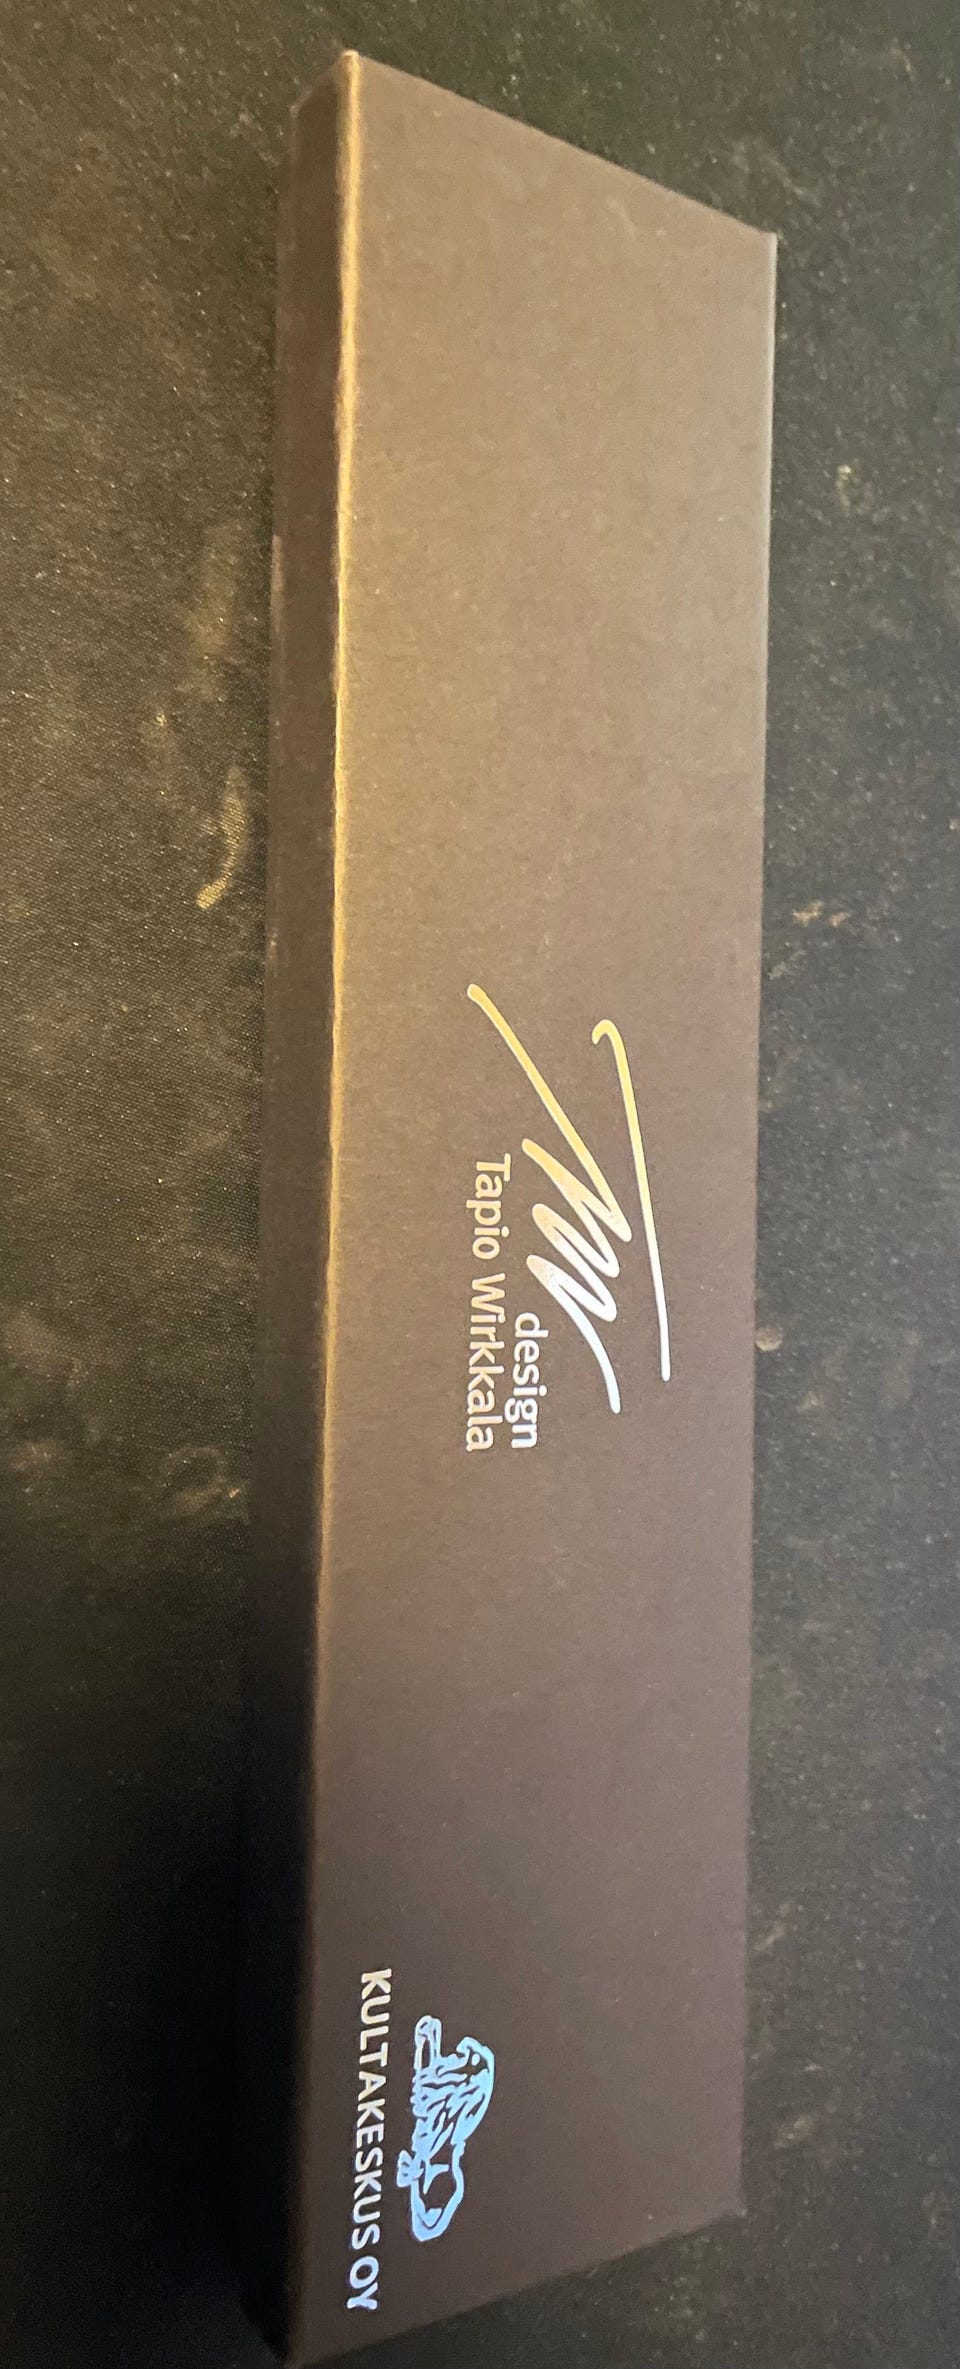 design
Tapio Wirkkala
KULTAKESKUS OY